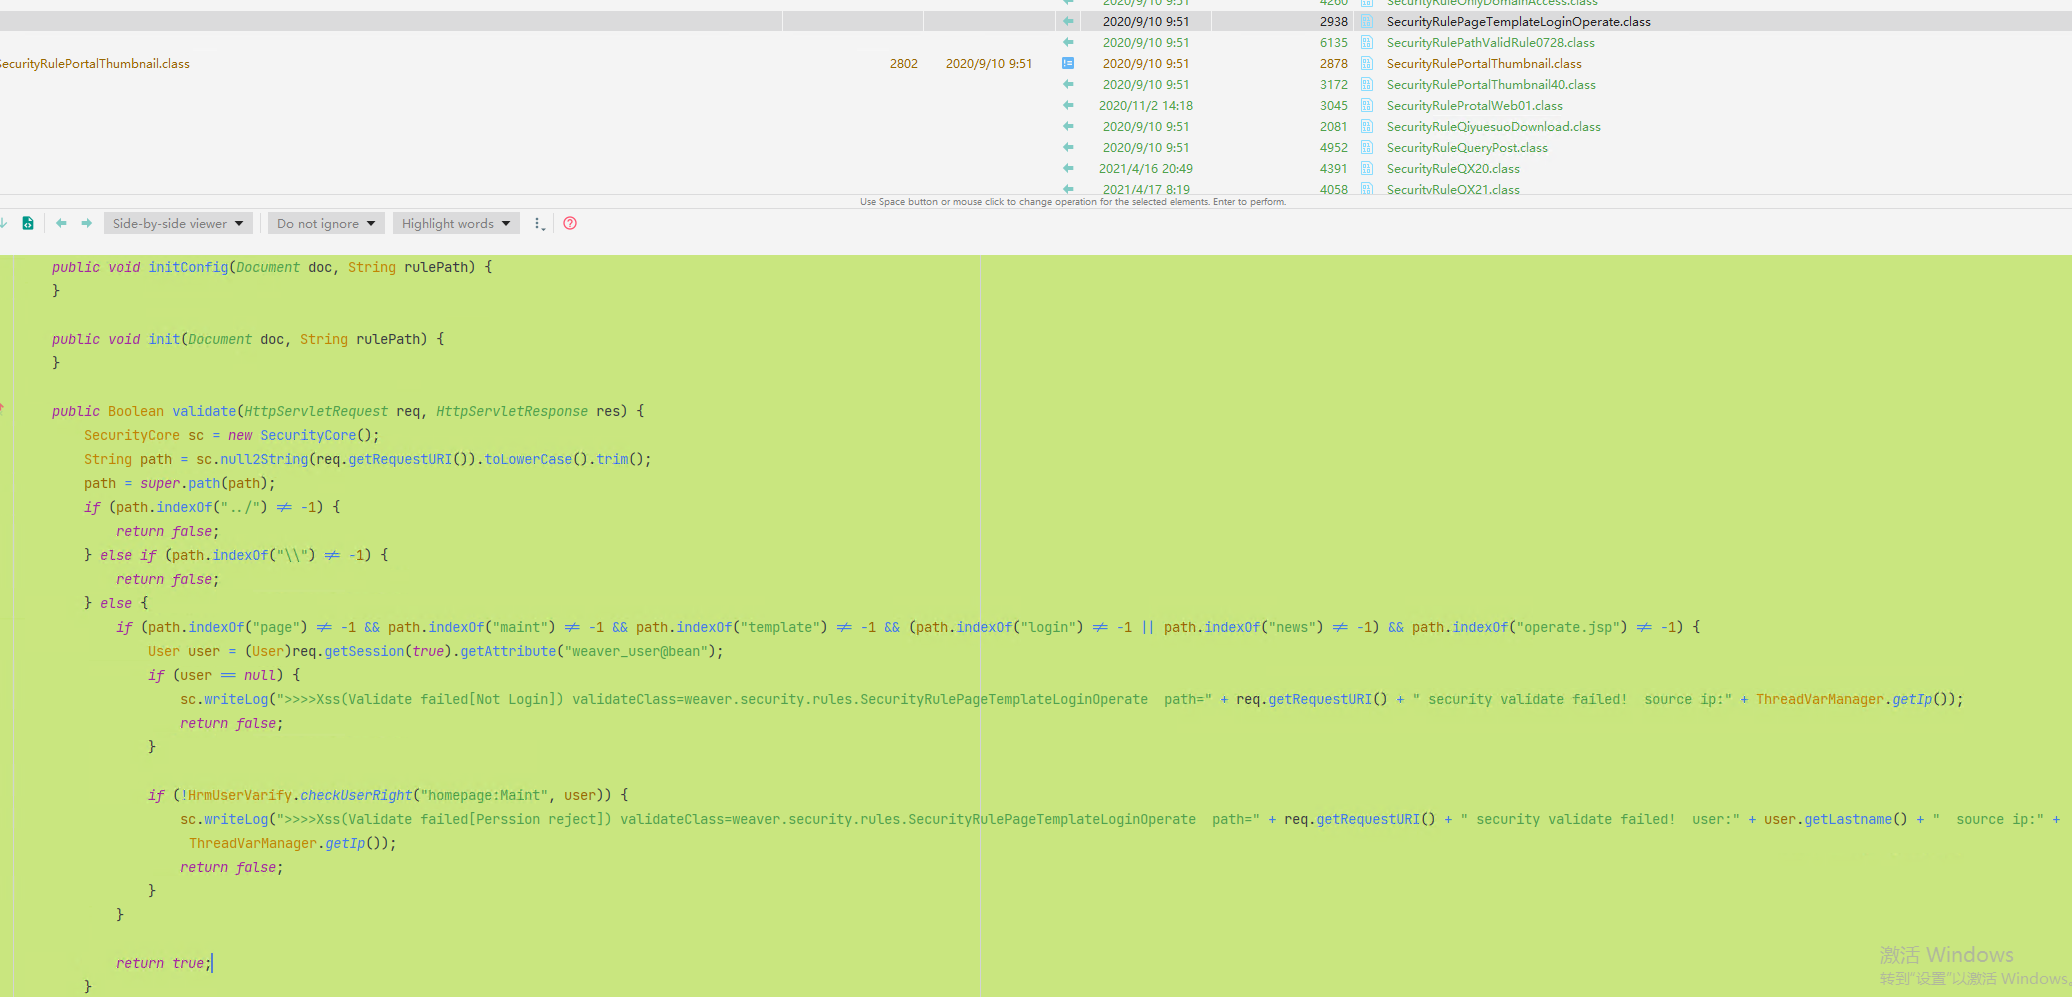 2020/9/10 9:51 4260 SecurityRuleOnlyDomainAccess.class
2020/9/10 9:51 2938 SecurityRulePageTemplateLoginOperate.class
2020/9/10 9:51 6135 SecurityRulePathValidRule0728.class
SecurityRulePortalThumbnail.class 2802 2020/9/10 9:51 2020/9/10 9:51 2878 SecurityRulePortalThumbnail.class
2020/9/10 9:51 3172 SecurityRulePortalThumbnail40.class
2020/11/2 14:18 3045 SecurityRuleProtalWeb01.class
2020/9/10 9:51 2081 SecurityRuleQiyuesuoDownload.class
2020/9/10 9:51 4952 SecurityRuleQueryPost.class
2021/4/16 20:49 4391 SecurityRuleQX20.class
2021/4/17 8:19 4058 SecurityRuleQX21.class
Use Space button or mouse click to change operation for the selected elements. Enter to perform.
Side-by-side viewer Do not ignore Highlight words
public void initConfig(Document doc, String rulePath) {
}
public void init(Document doc, String rulePath) {
}
public Boolean validate(HttpServletRequest req, HttpServletResponse res) {
SecurityCore sc = new SecurityCore();
String path = sc.null2String(req.getRequestURI()).toLowerCase().trim();
path = super.path(path);
if (path.indexOf("../") ≠ -1) {
return false;
} else if (path.indexOf("\\") ≠ -1) {
return false;
} else {
if (path.indexOf("page") ≠ -1 && path.indexOf("maint") ≠ -1 && path.indexOf("template") ≠ -1 && (path.indexOf("login") ≠ -1 || path.indexOf("news") ≠ -1) && path.indexOf("operate.jsp") ≠ -1) {
User user = (User)req.getSession(true).getAttribute("weaver_user@bean");
if (user == null) {
sc.writeLog(">>>>Xss(Validate failed[Not Login]) validateClass=weaver.security.rules.SecurityRulePageTemplateLoginOperate  path=" + req.getRequestURI() + " security validate failed!  source ip:" + ThreadVarManager.getIp());
return false;
}
if (!HrmUserVarify.checkUserRight("homepage:Maint", user)) {
sc.writeLog(">>>>Xss(Validate failed[Perssion reject]) validateClass=weaver.security.rules.SecurityRulePageTemplateLoginOperate  path=" + req.getRequestURI() + " security validate failed!  user:" + user.getLastname() + "  source ip:" +
ThreadVarManager.getIp());
return false;
}
}
return true;
}
激活 Windows
转到"设置"以激活 Windows。